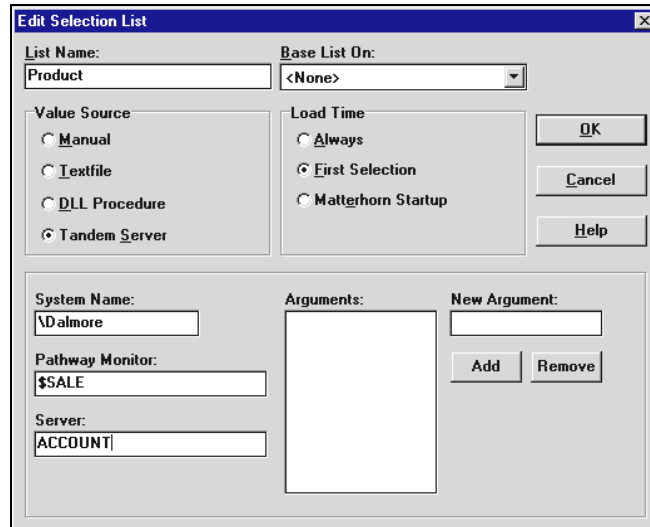 Edit Selection List
List Name:
Base List On:
Product
<None>
Value Source
Manual
Textfile
DLL Procedure
Tandem Server
Load Time
Always
First Selection
Matterhorn Startup
OK
Cancel
Help
System Name:
\Dalmore
Pathway Monitor:
$SALE
Server:
ACCOUNT
Arguments:
New Argument:
Add
Remove